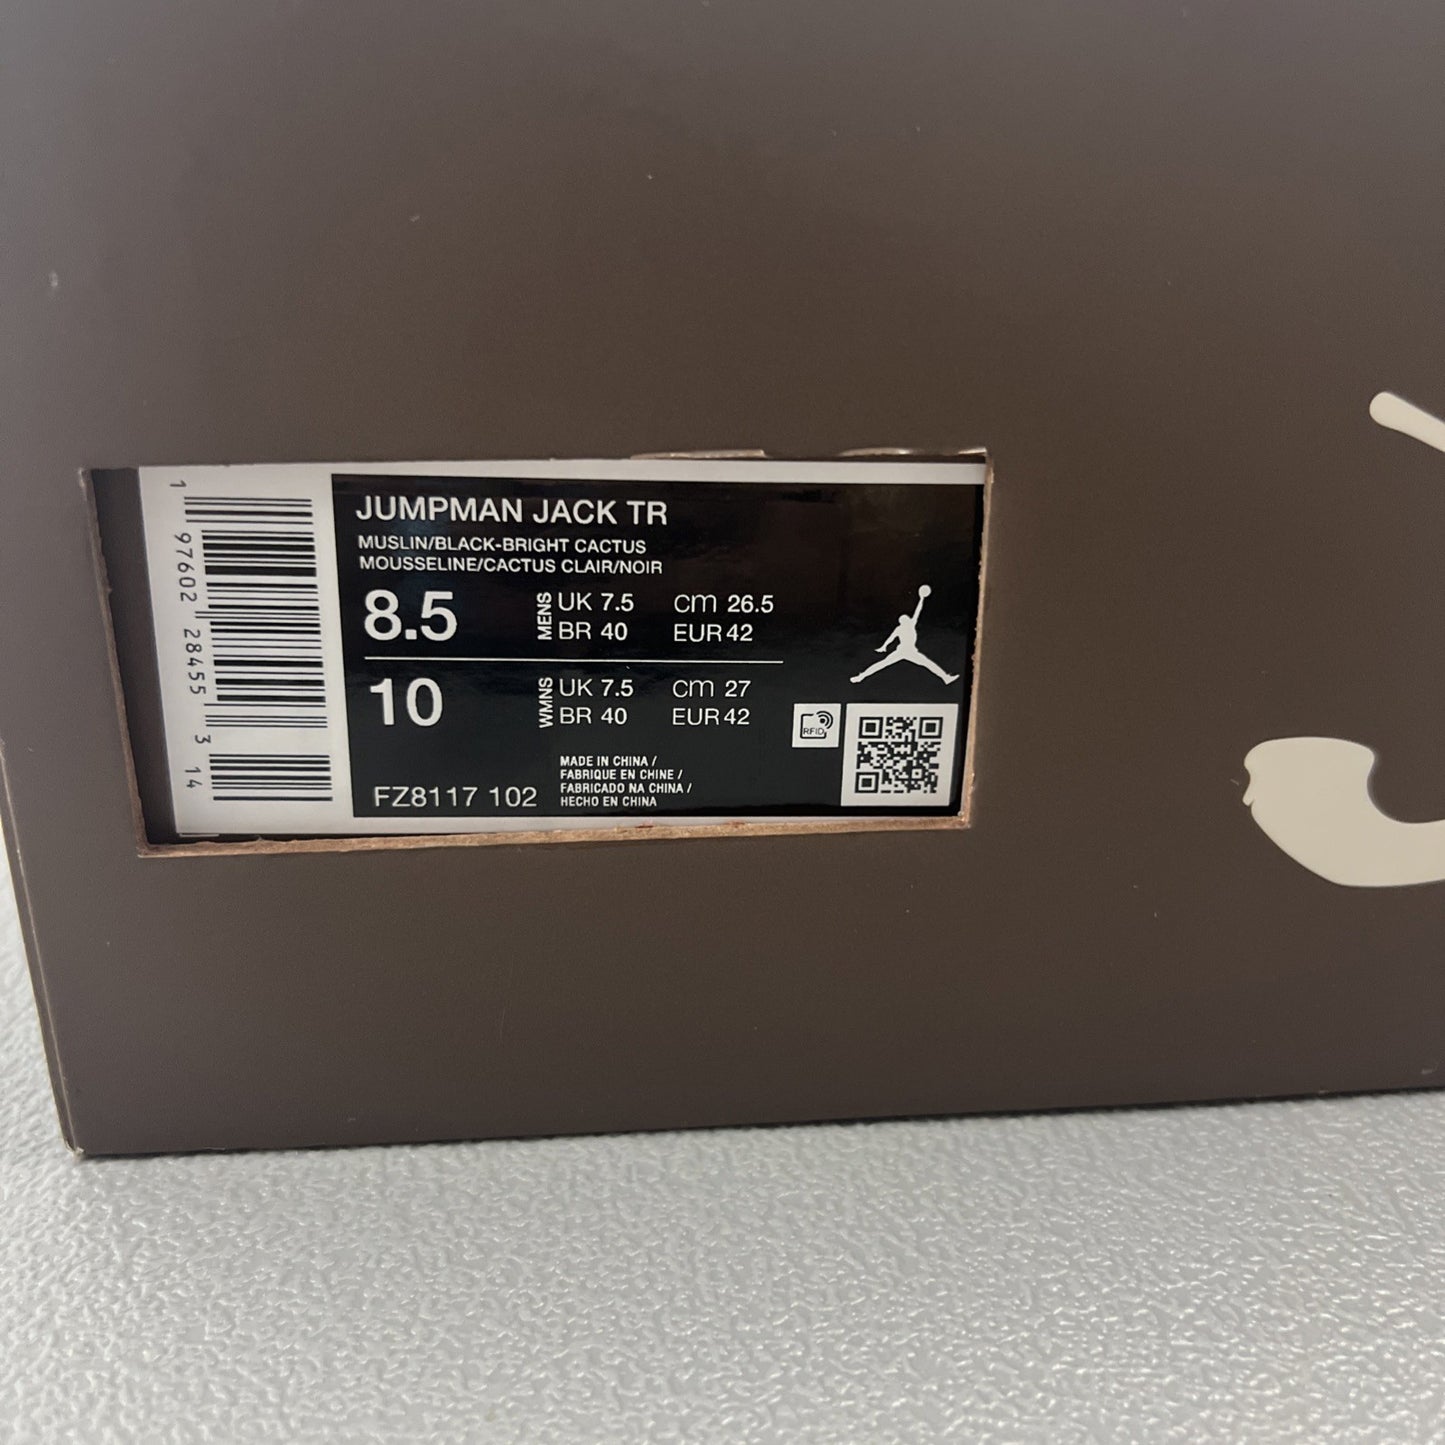 1 97602 28455 3 14
JUMPMAN JACK TR
MUSLIN/BLACK-BRIGHT CACTUS
MOUSSELINE/CACTUS CLAIR/NOIR
8.5 MENS UK 7.5 cm 26.5
BR 40 EUR 42
10 WMNS UK 7.5 cm 27
BR 40 EUR 42
RFID
FZ8117 102
MADE IN CHINA /
FABRIQUE EN CHINE /
FABRICADO NA CHINA /
HECHO EN CHINA